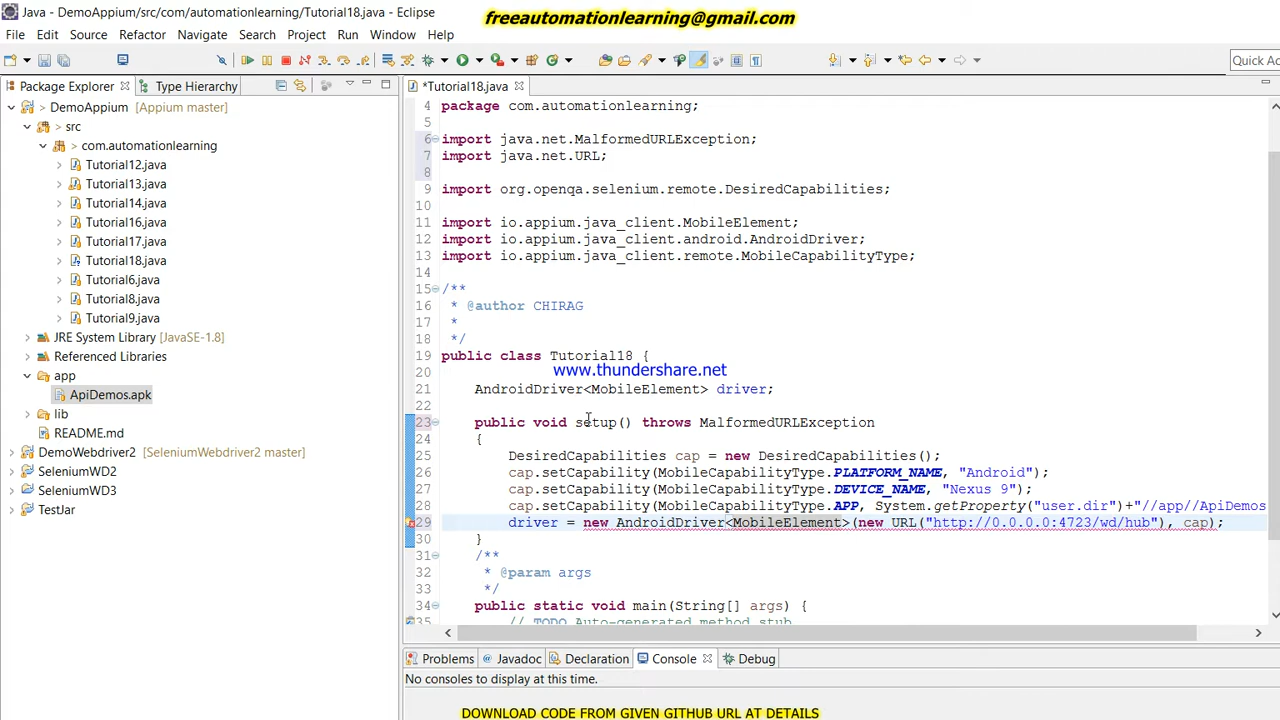 Java - DemoAppium/src/com/automationlearning/Tutorial18.java - Eclipse
freeautomationlearning@gmail.com
File Edit Source Refactor Navigate Search Project Run Window Help
Quick Ac
Package Explorer Type Hierarchy
*Tutorial18.java
DemoAppium [Appium master]
src
com.automationlearning
Tutorial12.java
Tutorial13.java
Tutorial14.java
Tutorial16.java
Tutorial17.java
Tutorial18.java
Tutorial6.java
Tutorial8.java
Tutorial9.java
JRE System Library [JavaSE-1.8]
Referenced Libraries
app
ApiDemos.apk
lib
README.md
DemoWebdriver2 [SeleniumWD2 master]
SeleniumWD2
SeleniumWD3
TestJar
4 package com.automationlearning;
5
6 import java.net.MalformedURLException;
7 import java.net.URL;
8
9 import org.openqa.selenium.remote.DesiredCapabilities;
10
11 import io.appium.java_client.MobileElement;
12 import io.appium.java_client.android.AndroidDriver;
13 import io.appium.java_client.remote.MobileCapabilityType;
14
15 /**
16 * @author CHIRAG
17 *
18 */
19 public class Tutorial18 {
www.thundershare.net
20
21 AndroidDriver<MobileElement> driver;
22
23 public void setup() throws MalformedURLException
24 {
25 DesiredCapabilities cap = new DesiredCapabilities();
26 cap.setCapability(MobileCapabilityType.PLATFORM_NAME, "Android");
27 cap.setCapability(MobileCapabilityType.DEVICE_NAME, "Nexus 9");
28 cap.setCapability(MobileCapabilityType.APP, System.getProperty("user.dir")+"//app//ApiDemos
29 driver = new AndroidDriver<MobileElement>(new URL("http://0.0.0.0:4723/wd/hub"), cap);
30 }
31 /**
32 * @param args
33 */
34 public static void main(String[] args) {
35 // TODO Auto-generated method stub
Problems Javadoc Declaration Console Debug
No consoles to display at this time.
DOWNLOAD CODE FROM GIVEN GITHUB URL AT DETAILS